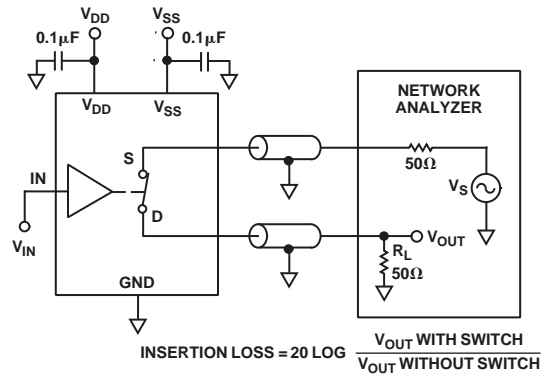 VDD
VSS
0.1µF
0.1µF
VDD
VSS
NETWORK
ANALYZER
S
50Ω
IN
VS
D
VIN
VOUT
RL
50Ω
GND
INSERTION LOSS = 20 LOG
VOUT WITH SWITCH
VOUT WITHOUT SWITCH